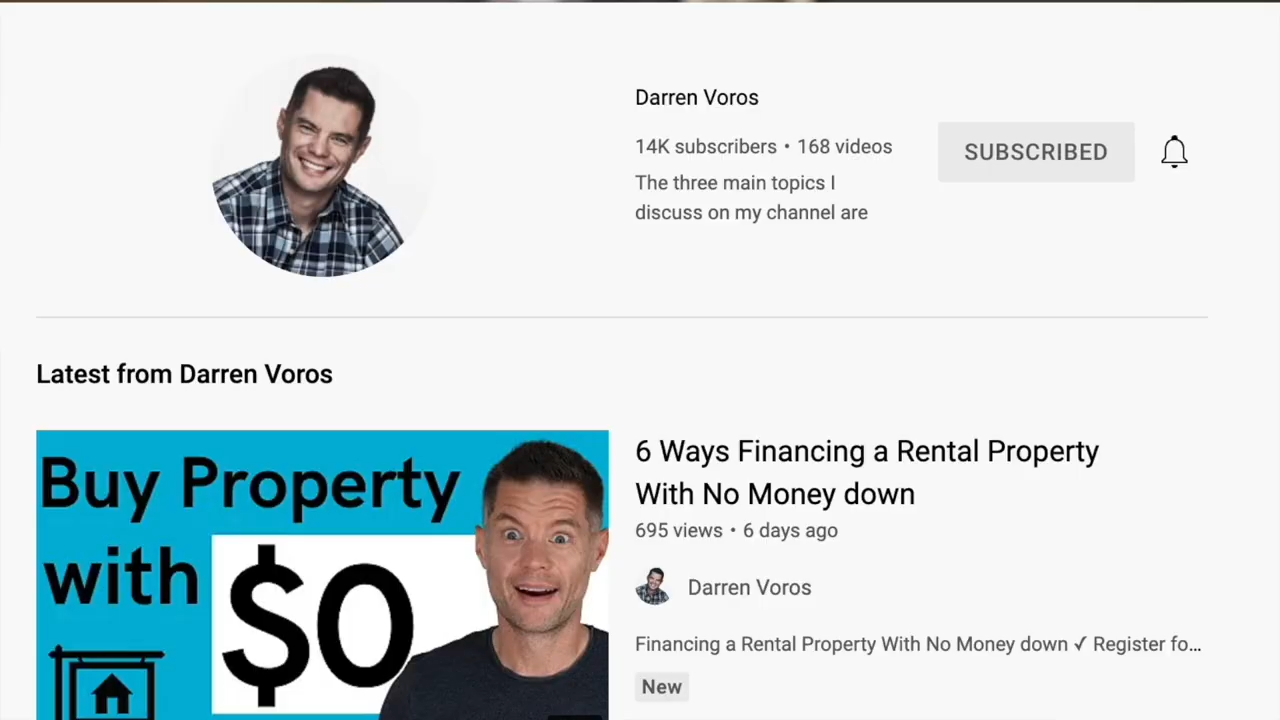 Darren Voros
14K subscribers • 168 videos
SUBSCRIBED
The three main topics I
discuss on my channel are
Latest from Darren Voros
Buy Property
with $0
6 Ways Financing a Rental Property
With No Money down
695 views • 6 days ago
Darren Voros
Financing a Rental Property With No Money down ✓ Register fo...
New